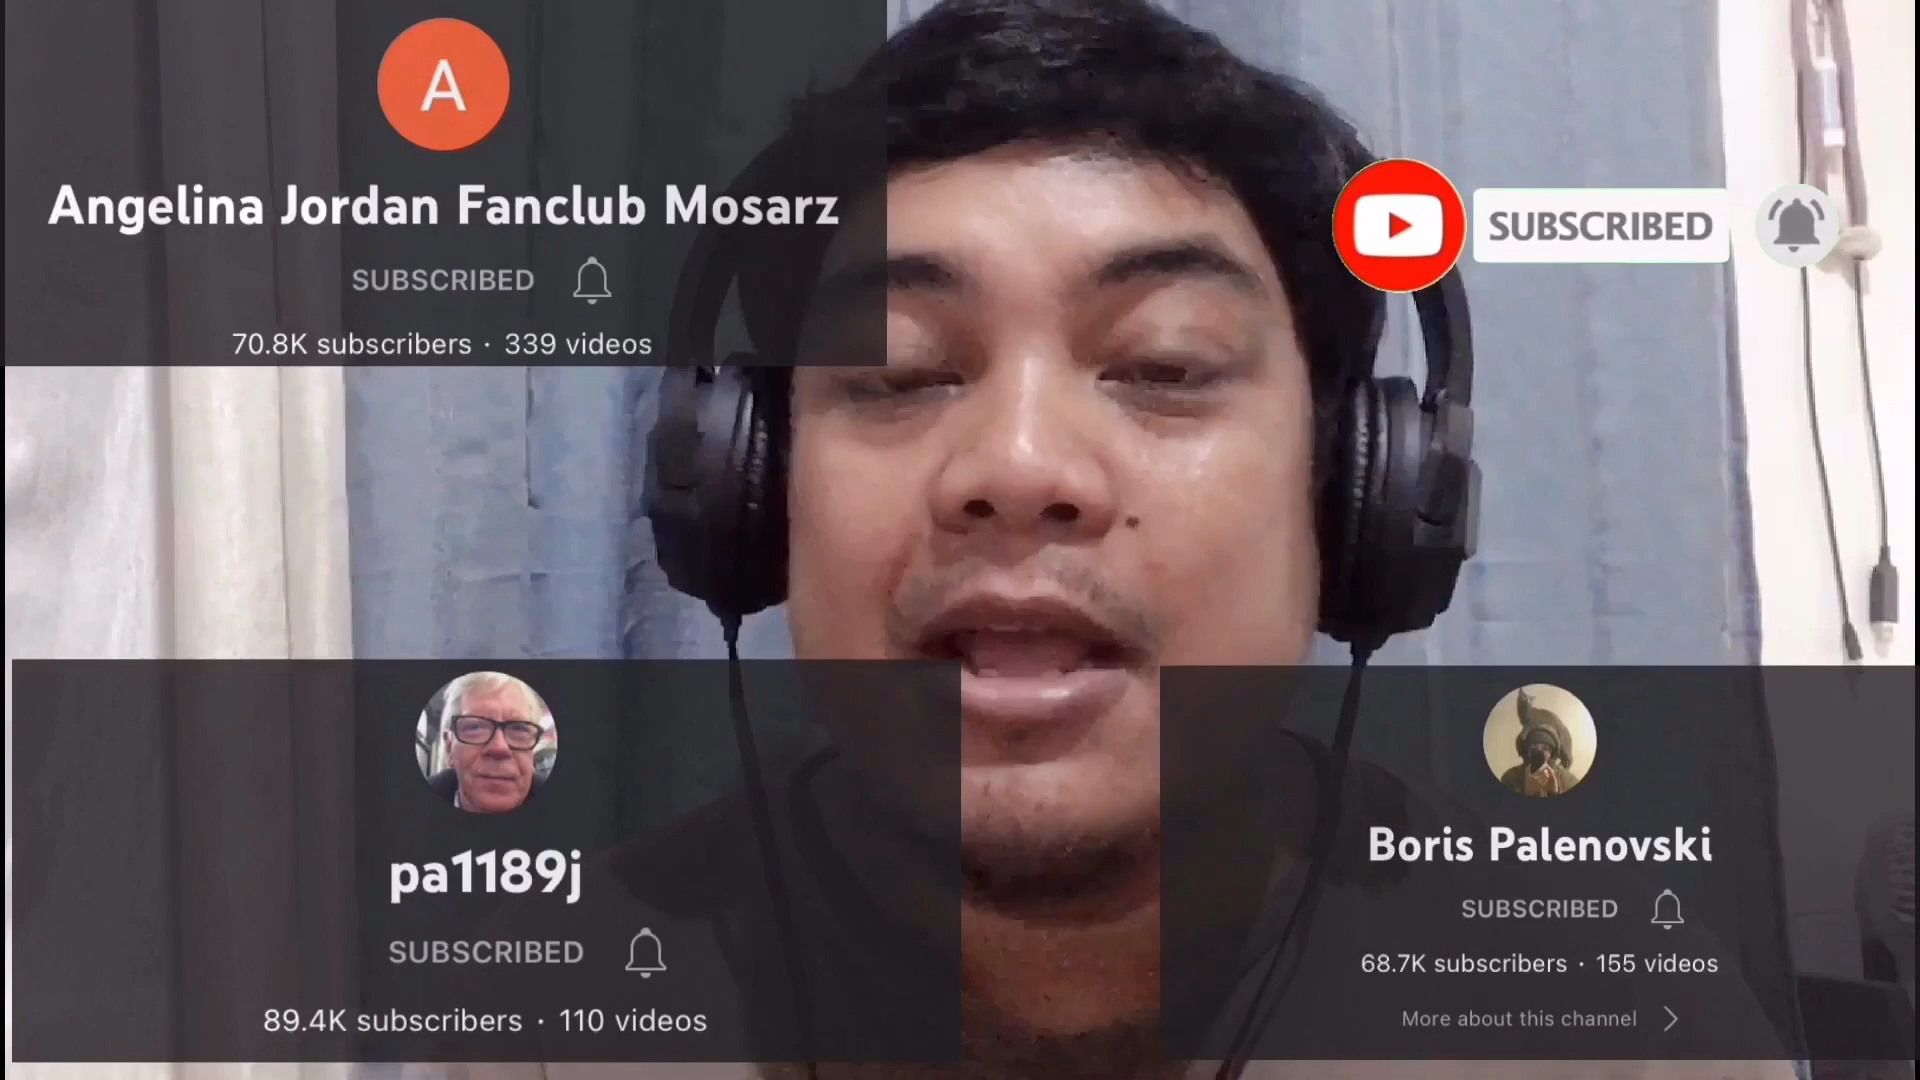 A
Angelina Jordan Fanclub Mosarz
SUBSCRIBED
70.8K subscribers · 339 videos
SUBSCRIBED
pa1189j
SUBSCRIBED
89.4K subscribers · 110 videos
Boris Palenovski
SUBSCRIBED
68.7K subscribers · 155 videos
More about this channel